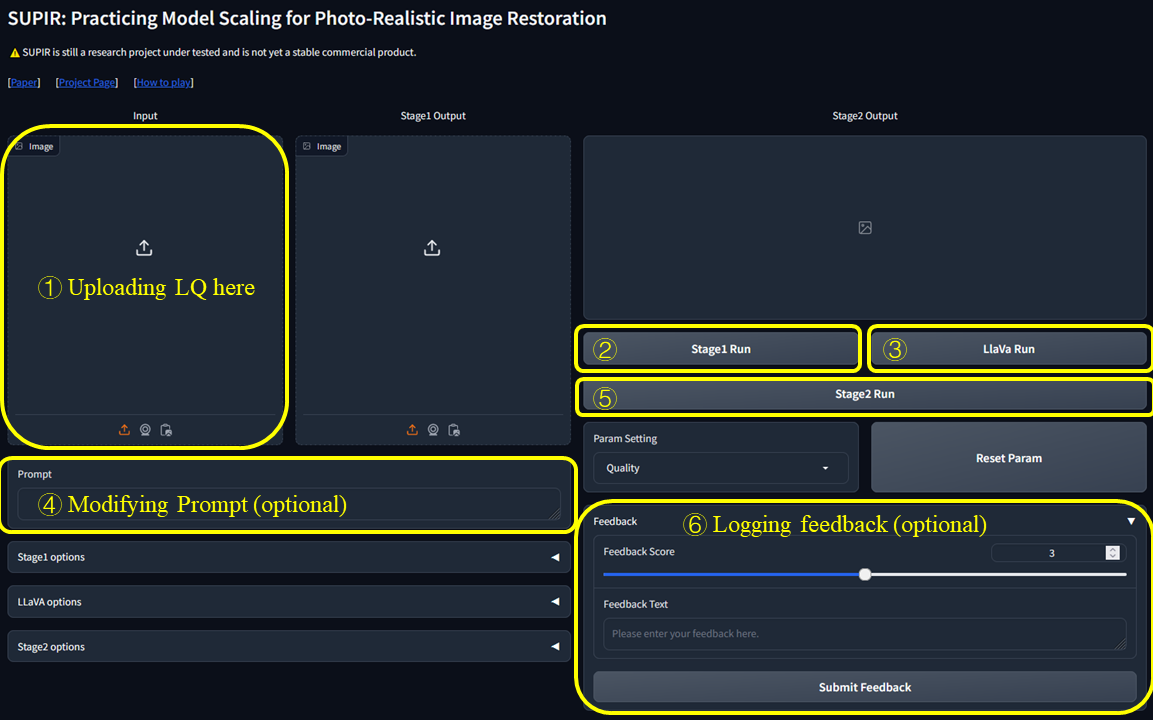 SUPIR: Practicing Model Scaling for Photo-Realistic Image Restoration
⚠️ SUPIR is still a research project under tested and is not yet a stable commercial product.
[Paper] [Project Page] [How to play]
Input
Stage1 Output
Stage2 Output
Image
Image
① Uploading LQ here
② Stage1 Run
③ LlaVa Run
⑤ Stage2 Run
Param Setting
Quality
Reset Param
Prompt
④ Modifying Prompt (optional)
Stage1 options
LLaVA options
Stage2 options
Feedback
⑥ Logging feedback (optional)
Feedback Score
3
Feedback Text
Please enter your feedback here.
Submit Feedback